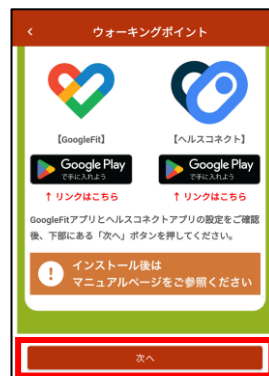 ウォーキングポイント
【GoogleFit】
【ヘルスコネクト】
Google Play
で手に入れよう
Google Play
で手に入れよう
↑ リンクはこちら
↑ リンクはこちら
GoogleFitアプリとヘルスコネクトアプリの設定をご確認
後、下部にある「次へ」ボタンを押してください。
インストール後は
マニュアルページをご参照ください
次へ